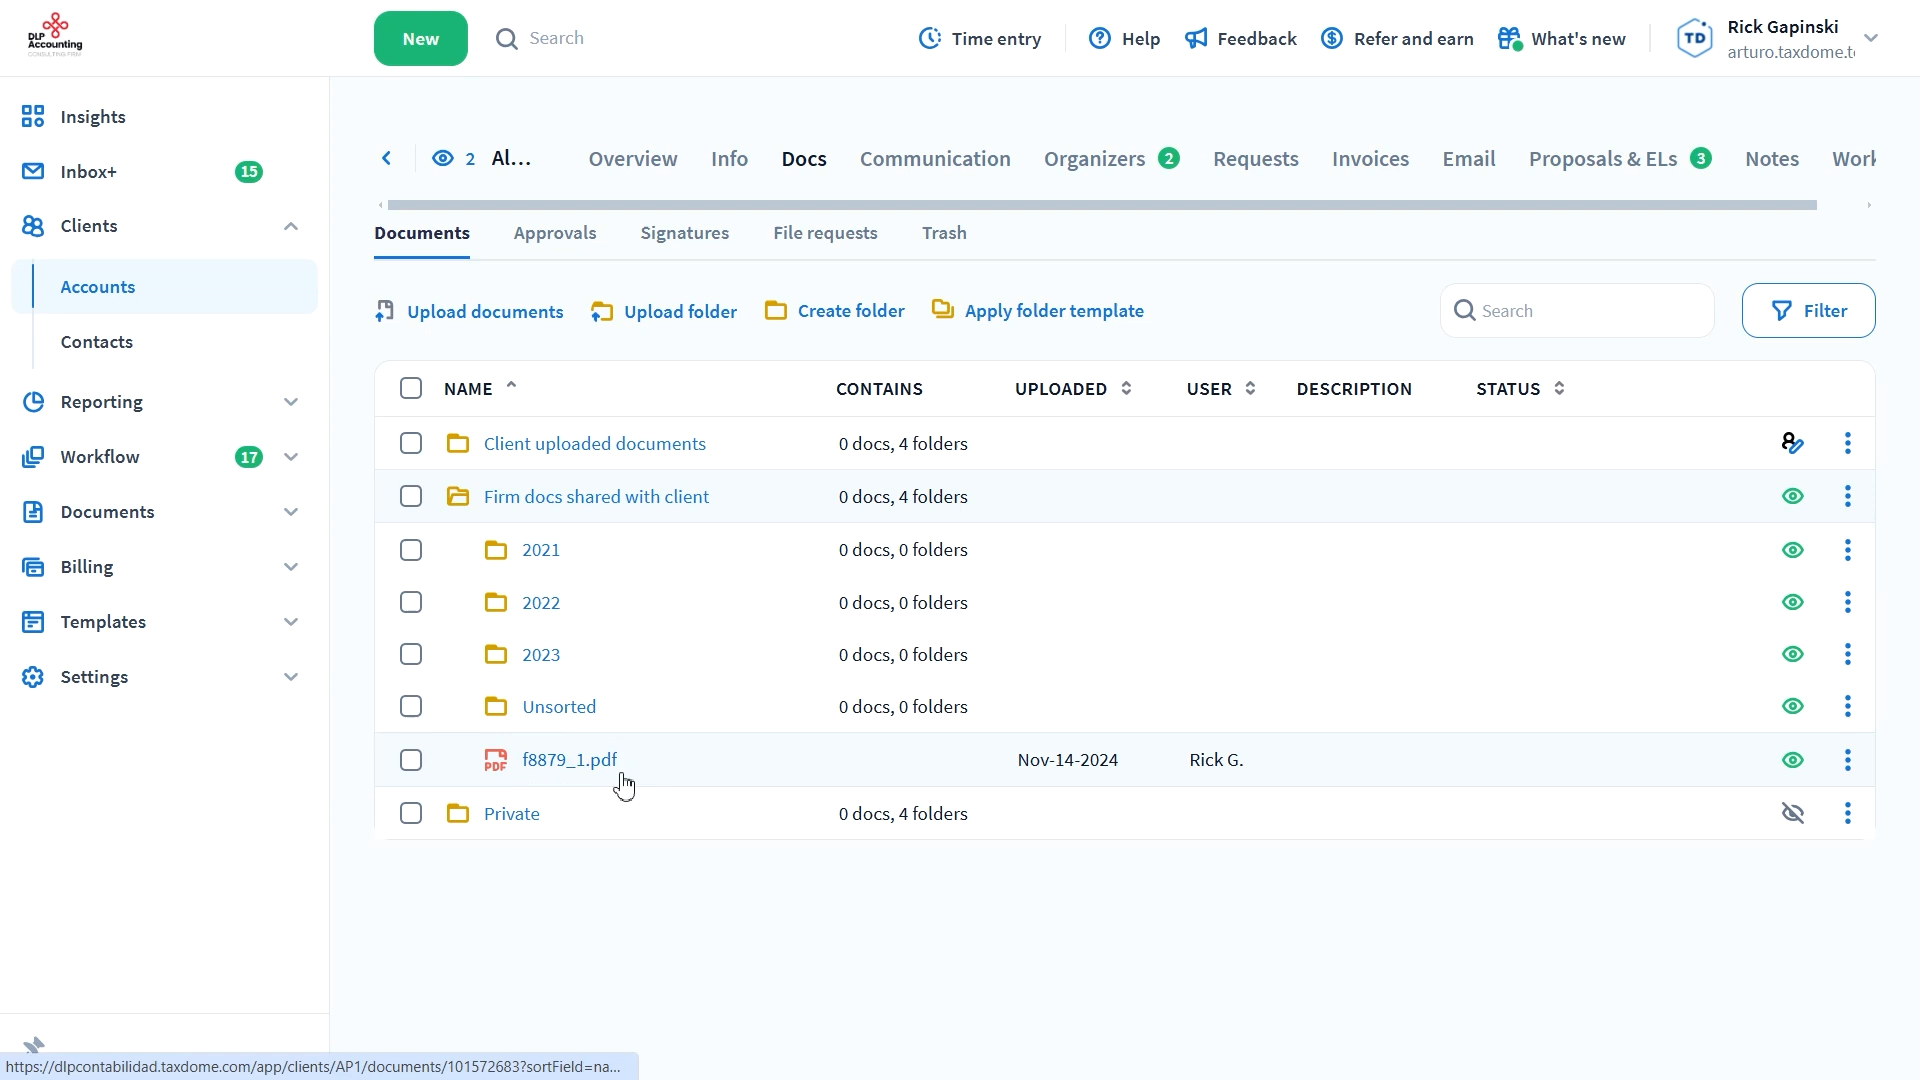 DLP
Accounting
CONSULTING FIRM
New
Search
Time entry
Help
Feedback
Refer and earn
What's new
TD
Rick Gapinski
arturo.taxdome.t
Insights
Inbox+ 15
Clients
Accounts
Contacts
Reporting
Workflow 17
Documents
Billing
Templates
Settings
2 Al...
Overview
Info
Docs
Communication
Organizers 2
Requests
Invoices
Email
Proposals & ELs 3
Notes
Work
Documents
Approvals
Signatures
File requests
Trash
Upload documents
Upload folder
Create folder
Apply folder template
Search
Filter
NAME CONTAINS UPLOADED USER DESCRIPTION STATUS
Client uploaded documents 0 docs, 4 folders
Firm docs shared with client 0 docs, 4 folders
2021 0 docs, 0 folders
2022 0 docs, 0 folders
2023 0 docs, 0 folders
Unsorted 0 docs, 0 folders
PDF f8879_1.pdf Nov-14-2024 Rick G.
Private 0 docs, 4 folders
https://dlpcontabilidad.taxdome.com/app/clients/AP1/documents/101572683?sortField=na...